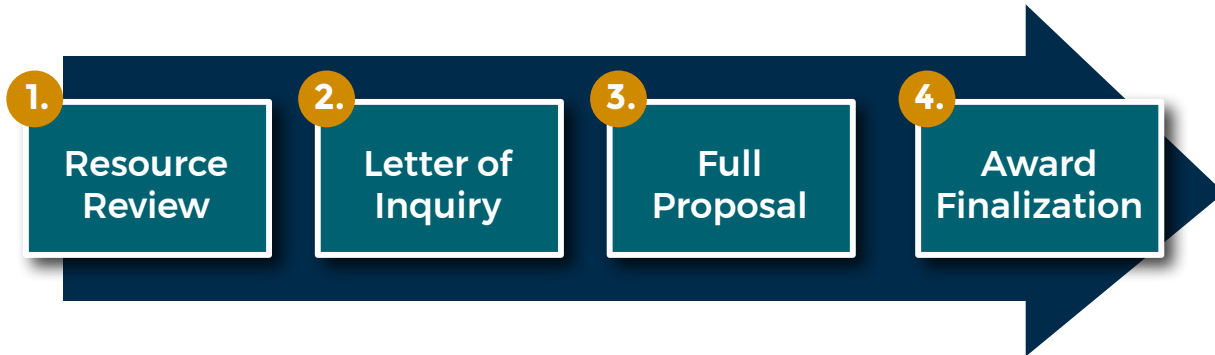 1.
Resource
Review
2.
Letter of
Inquiry
3.
Full
Proposal
4.
Award
Finalization